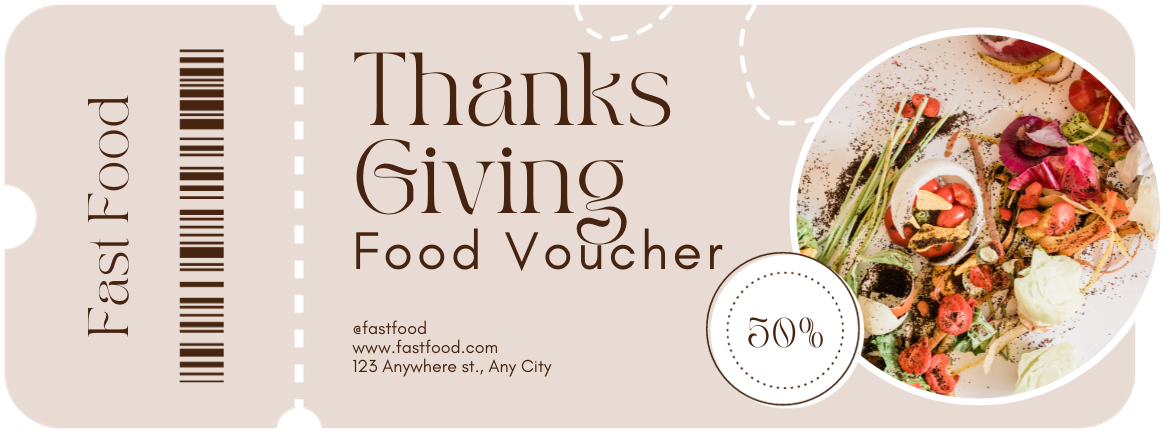 Fast Food
Thanks
Giving
Food Voucher
@fastfood
www.fastfood.com
123 Anywhere st., Any City
50%